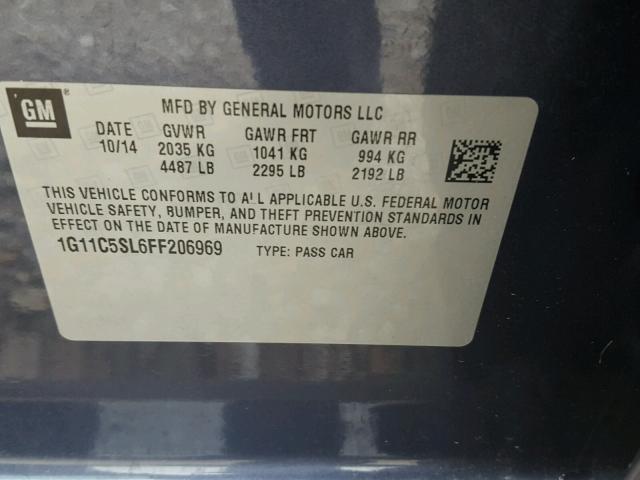 GM ®
MFD BY GENERAL MOTORS LLC
DATE GVWR GAWR FRT GAWR RR
10/14 2035 KG 1041 KG 994 KG
4487 LB 2295 LB 2192 LB
THIS VEHICLE CONFORMS TO ALL APPLICABLE U.S. FEDERAL MOTOR
VEHICLE SAFETY, BUMPER, AND THEFT PREVENTION STANDARDS IN
EFFECT ON THE DATE OF MANUFACTURE SHOWN ABOVE.
1G11C5SL6FF206969 TYPE: PASS CAR